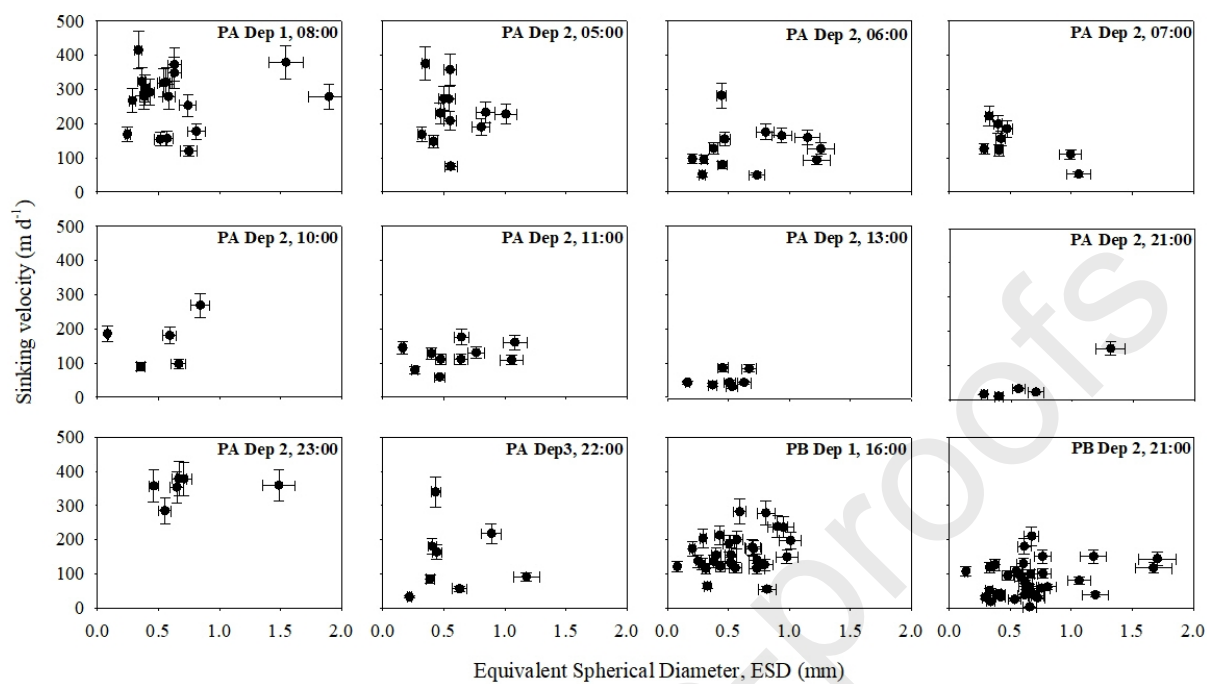 PA Dep 1, 08:00
PA Dep 2, 05:00
PA Dep 2, 06:00
PA Dep 2, 07:00
500
400
300
200
100
0
PA Dep 2, 10:00
PA Dep 2, 11:00
PA Dep 2, 13:00
PA Dep 2, 21:00
500
400
300
200
100
0
PA Dep 2, 23:00
PA Dep3, 22:00
PB Dep 1, 16:00
PB Dep 2, 21:00
500
400
300
200
100
0
0.0 0.5 1.0 1.5 2.0 0.0 0.5 1.0 1.5 2.0 0.0 0.5 1.0 1.5 2.0 0.0 0.5 1.0 1.5 2.0
Sinking velocity (m d⁻¹)
Equivalent Spherical Diameter, ESD (mm)
proofs